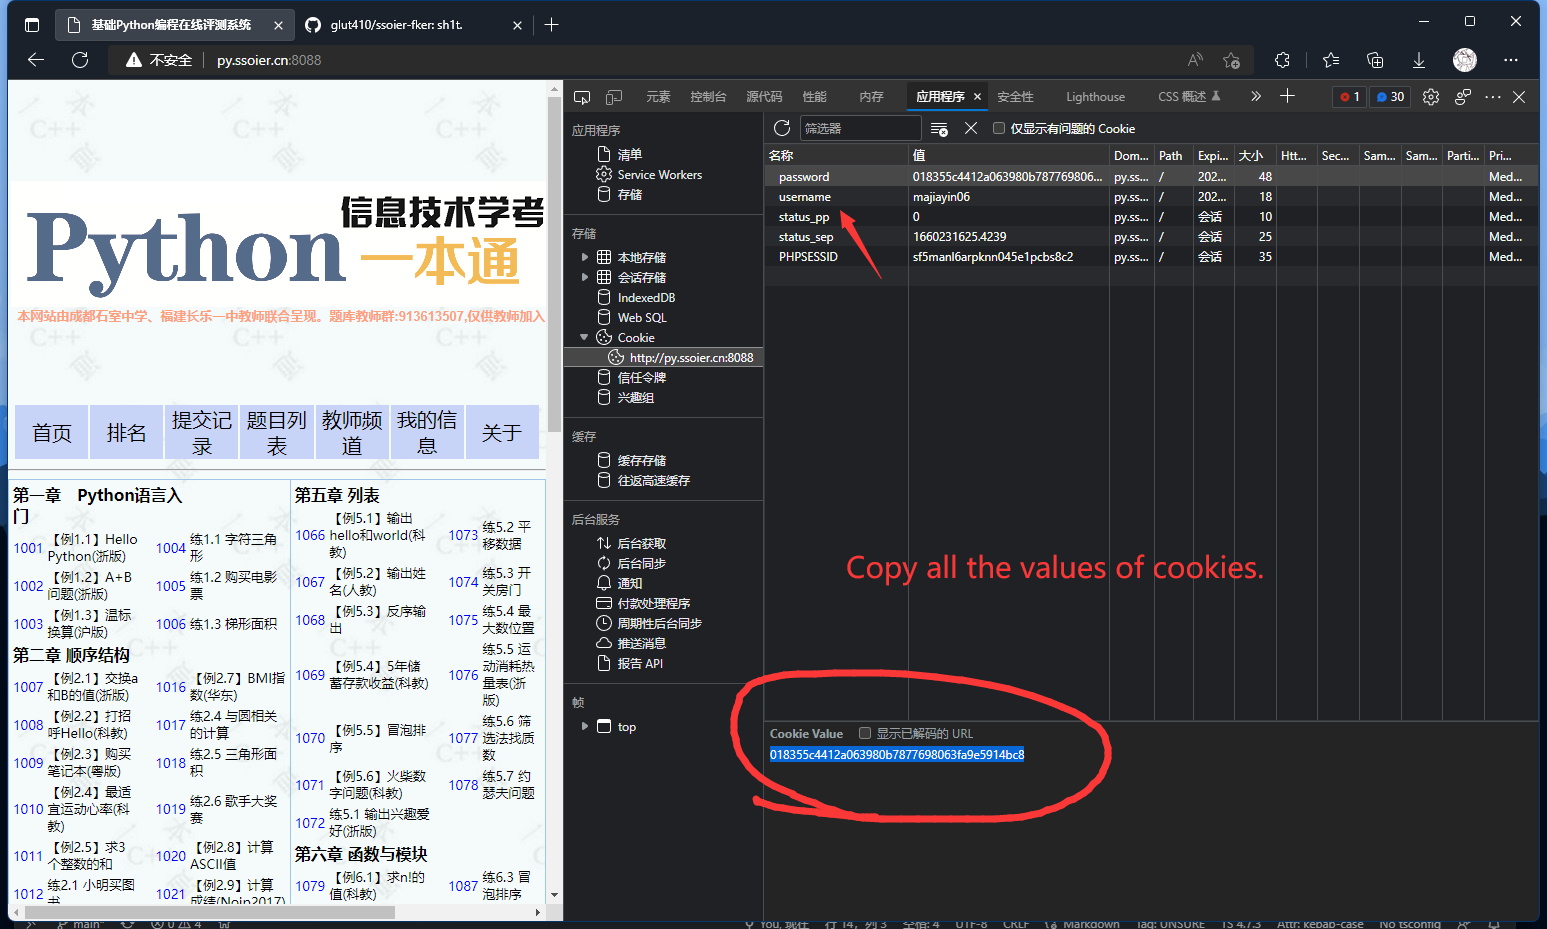 基础Python编程在线评测系统
glut410/ssoier-fker: sh1t.
不安全
py.ssoier.cn:8088
Python
信息技术学考
一本通
本网站由成都石室中学、福建长乐一中教师联合呈现。题库教师群:913613507,仅供教师加入
首页
排名
提交记录
题目列表
教师频道
我的信息
关于
第一章 Python语言入门
1001 【例1.1】Hello Python(浙版)
1004 练1.1 字符三角形
1002 【例1.2】A+B问题(浙版)
1005 练1.2 购买电影票
1003 【例1.3】温标换算(沪版)
1006 练1.3 梯形面积
第二章 顺序结构
1007 【例2.1】交换a和B的值(浙版)
1016 【例2.7】BMI指数(华东)
1008 【例2.2】打招呼Hello(科教)
1017 练2.4 与圆相关的计算
1009 【例2.3】购买笔记本(粤版)
1018 练2.5 三角形面积
1010 【例2.4】最适宜运动心率(科教)
1019 练2.6 歌手大奖赛
1011 【例2.5】求3个整数的和
1020 【例2.8】计算ASCII值
1012 练2.1 小明买图书
1021 【例2.9】计算成绩(Noip2017)
第五章 列表
1066 【例5.1】输出hello和world(科教)
1073 练5.2 平移数据
1067 【例5.2】输出姓名(人教)
1074 练5.3 开关房门
1068 【例5.3】反序输出
1075 练5.4 最大数位置
1069 【例5.4】5年储蓄存款收益(科教)
1076 练5.5 运动消耗热量表(浙版)
1070 【例5.5】冒泡排序
1077 练5.6 筛选法找质数
1071 【例5.6】火柴数字问题(科教)
1078 练5.7 约瑟夫问题
1072 练5.1 输出兴趣爱好(浙版)
第六章 函数与模块
1079 【例6.1】求n!的值(科教)
1087 练6.3 冒泡排序
元素
控制台
源代码
性能
内存
应用程序
安全性
Lighthouse
CSS 概述
1
30
应用程序
清单
Service Workers
存储
存储
本地存储
会话存储
IndexedDB
Web SQL
Cookie
http://py.ssoier.cn:8088
信任令牌
兴趣组
缓存
缓存存储
往返高速缓存
后台服务
后台获取
后台同步
通知
付款处理程序
周期性后台同步
推送消息
报告 API
帧
top
筛选器
仅显示有问题的 Cookie
名称 值 Dom... Path Expi... 大小 Htt... Sec... Sam... Sam... Parti... Pri...
password 018355c4412a063980b787769806... py.ss... / 202... 48 Med...
username majiayin06 py.ss... / 202... 18 Med...
status_pp 0 py.ss... / 会话 10 Med...
status_sep 1660231625.4239 py.ss... / 会话 25 Med...
PHPSESSID sf5manl6arpknn045e1pcbs8c2 py.ss... / 会话 35 Med...
Copy all the values of cookies.
Cookie Value 显示已解码的 URL
018355c4412a063980b7877698063fa9e5914bc8